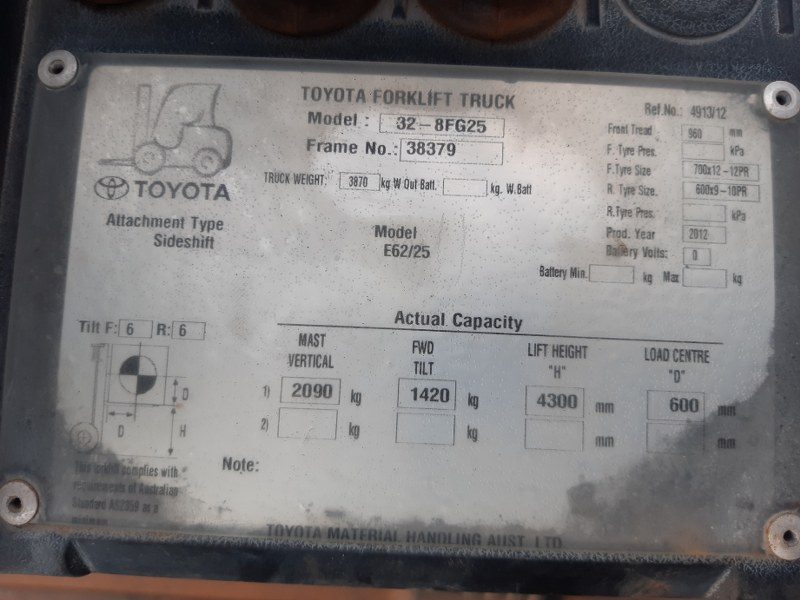 TOYOTA FORKLIFT TRUCK
Ref.No.: 4913/12
Model : 32-8FG25
Frame No.: 38379
TRUCK WEIGHT: 3870 kg W Out Batt. kg. W.Batt
TOYOTA
Attachment Type
Sideshift
Model
E62/25
Front Tread 960 mm
F. Tyre Pres. kPa
F.Tyre Size 700x12-12PR
R. Tyre Size. 600x9-10PR
R.Tyre Pres. kPa
Prod. Year 2012
Battery Volts: 0
Battery Min. kg Max kg
Tilt F: 6 R: 6
D
D
H
Actual Capacity
MAST VERTICAL
FWD TILT
LIFT HEIGHT "H"
LOAD CENTRE "D"
1) 2090 kg 1420 kg 4300 mm 600 mm
2) kg kg mm mm
Note:
This forklift complies with
requirements of Australian
Standard AS2359 as a
TOYOTA MATERIAL HANDLING AUST. LTD.